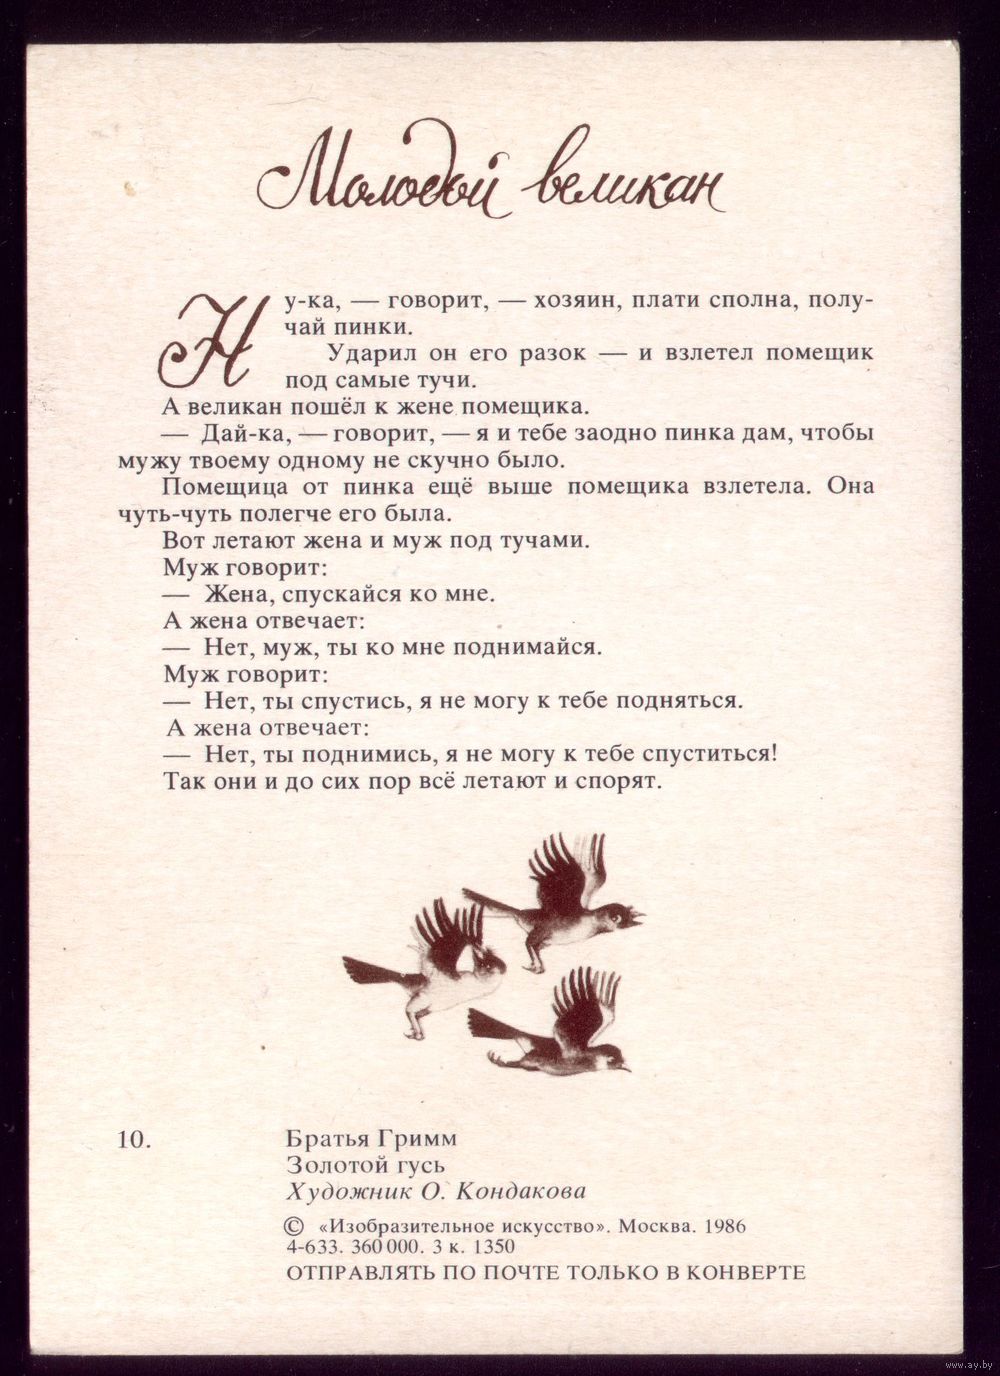 Молодой великан
Ну-ка, — говорит, — хозяин, плати сполна, полу-
чай пинки.
Ударил он его разок — и взлетел помещик
под самые тучи.
А великан пошёл к жене помещика.
— Дай-ка, — говорит, — я и тебе заодно пинка дам, чтобы
мужу твоему одному не скучно было.
Помещица от пинка ещё выше помещика взлетела. Она
чуть-чуть полегче его была.
Вот летают жена и муж под тучами.
Муж говорит:
— Жена, спускайся ко мне.
А жена отвечает:
— Нет, муж, ты ко мне поднимайся.
Муж говорит:
— Нет, ты спустись, я не могу к тебе подняться.
А жена отвечает:
— Нет, ты поднимись, я не могу к тебе спуститься!
Так они и до сих пор всё летают и спорят.
10.
Братья Гримм
Золотой гусь
Художник О. Кондакова
© «Изобразительное искусство». Москва. 1986
4-633. 360 000. 3 к. 1350
ОТПРАВЛЯТЬ ПО ПОЧТЕ ТОЛЬКО В КОНВЕРТЕ
www.ay.by